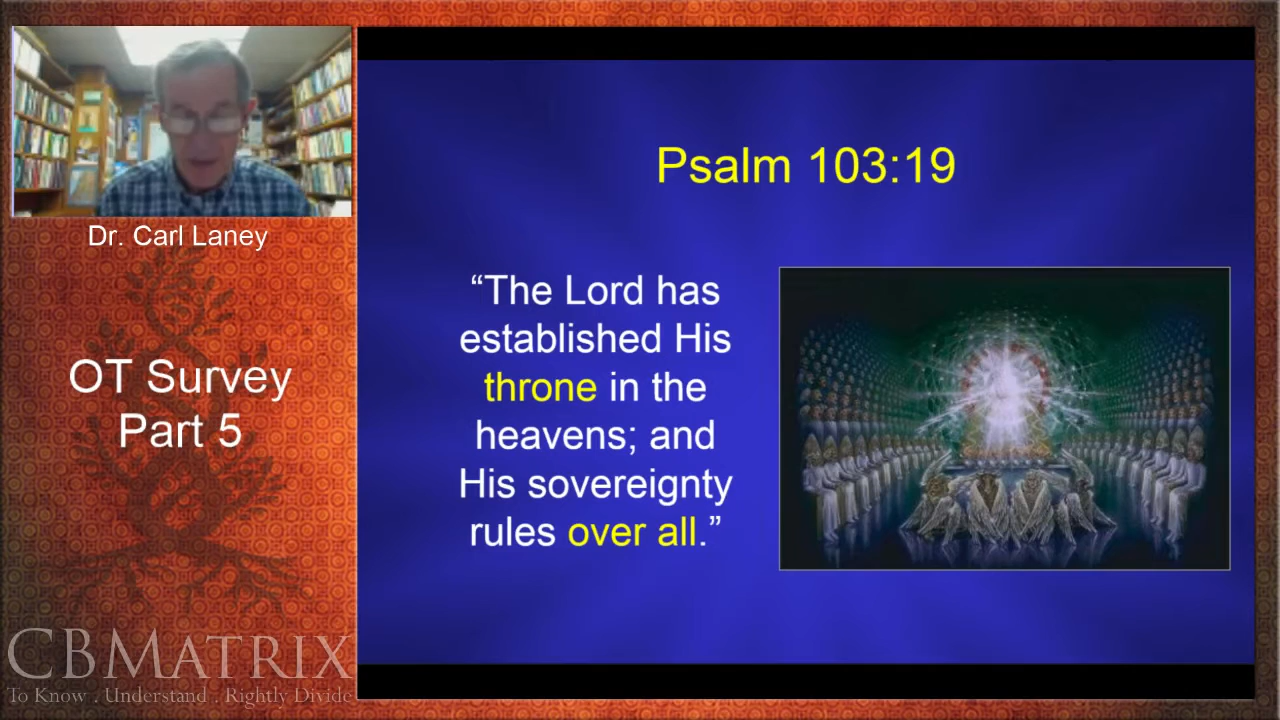 Dr. Carl Laney
OT Survey
Part 5
CBMATRIX
To Know . Understand . Rightly Divide
Psalm 103:19
“The Lord has
established His
throne in the
heavens; and
His sovereignty
rules over all.”